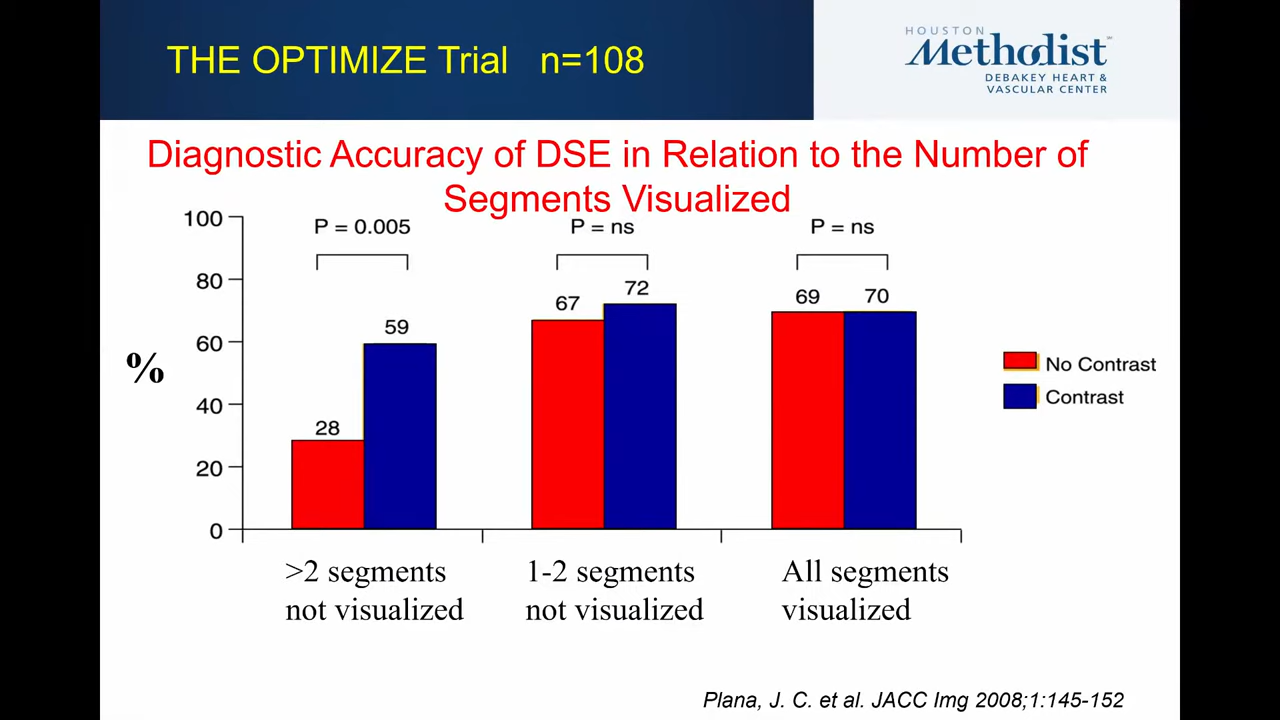 THE OPTIMIZE Trial n=108
HOUSTON
Methodist
DEBAKEY HEART &
VASCULAR CENTER
Diagnostic Accuracy of DSE in Relation to the Number of
Segments Visualized
P = 0.005
P = ns
P = ns
100
80
60
40
20
0
%
28
59
67
72
69
70
No Contrast
Contrast
>2 segments
not visualized
1-2 segments
not visualized
All segments
visualized
Plana, J. C. et al. JACC Img 2008;1:145-152